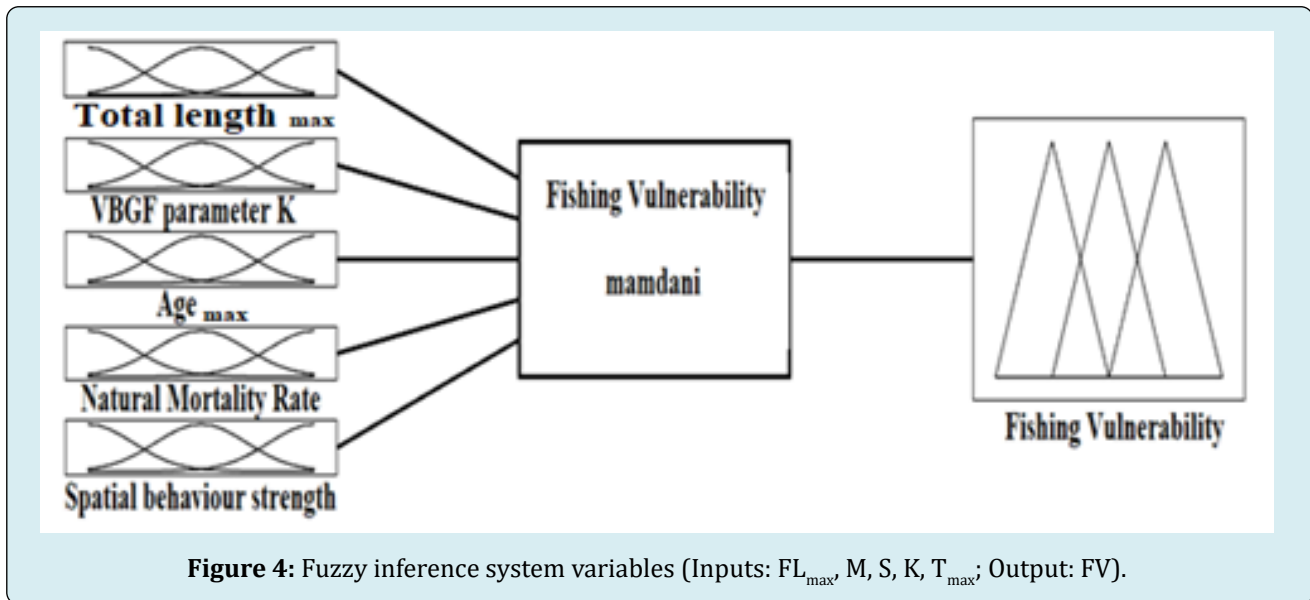 Total length max
VBGF parameter K
Age max
Natural Mortality Rate
Spatial behaviour strength
Fishing Vulnerability
mamdani
Fishing Vulnerability
Figure 4: Fuzzy inference system variables (Inputs: FLmax, M, S, K, Tmax; Output: FV).